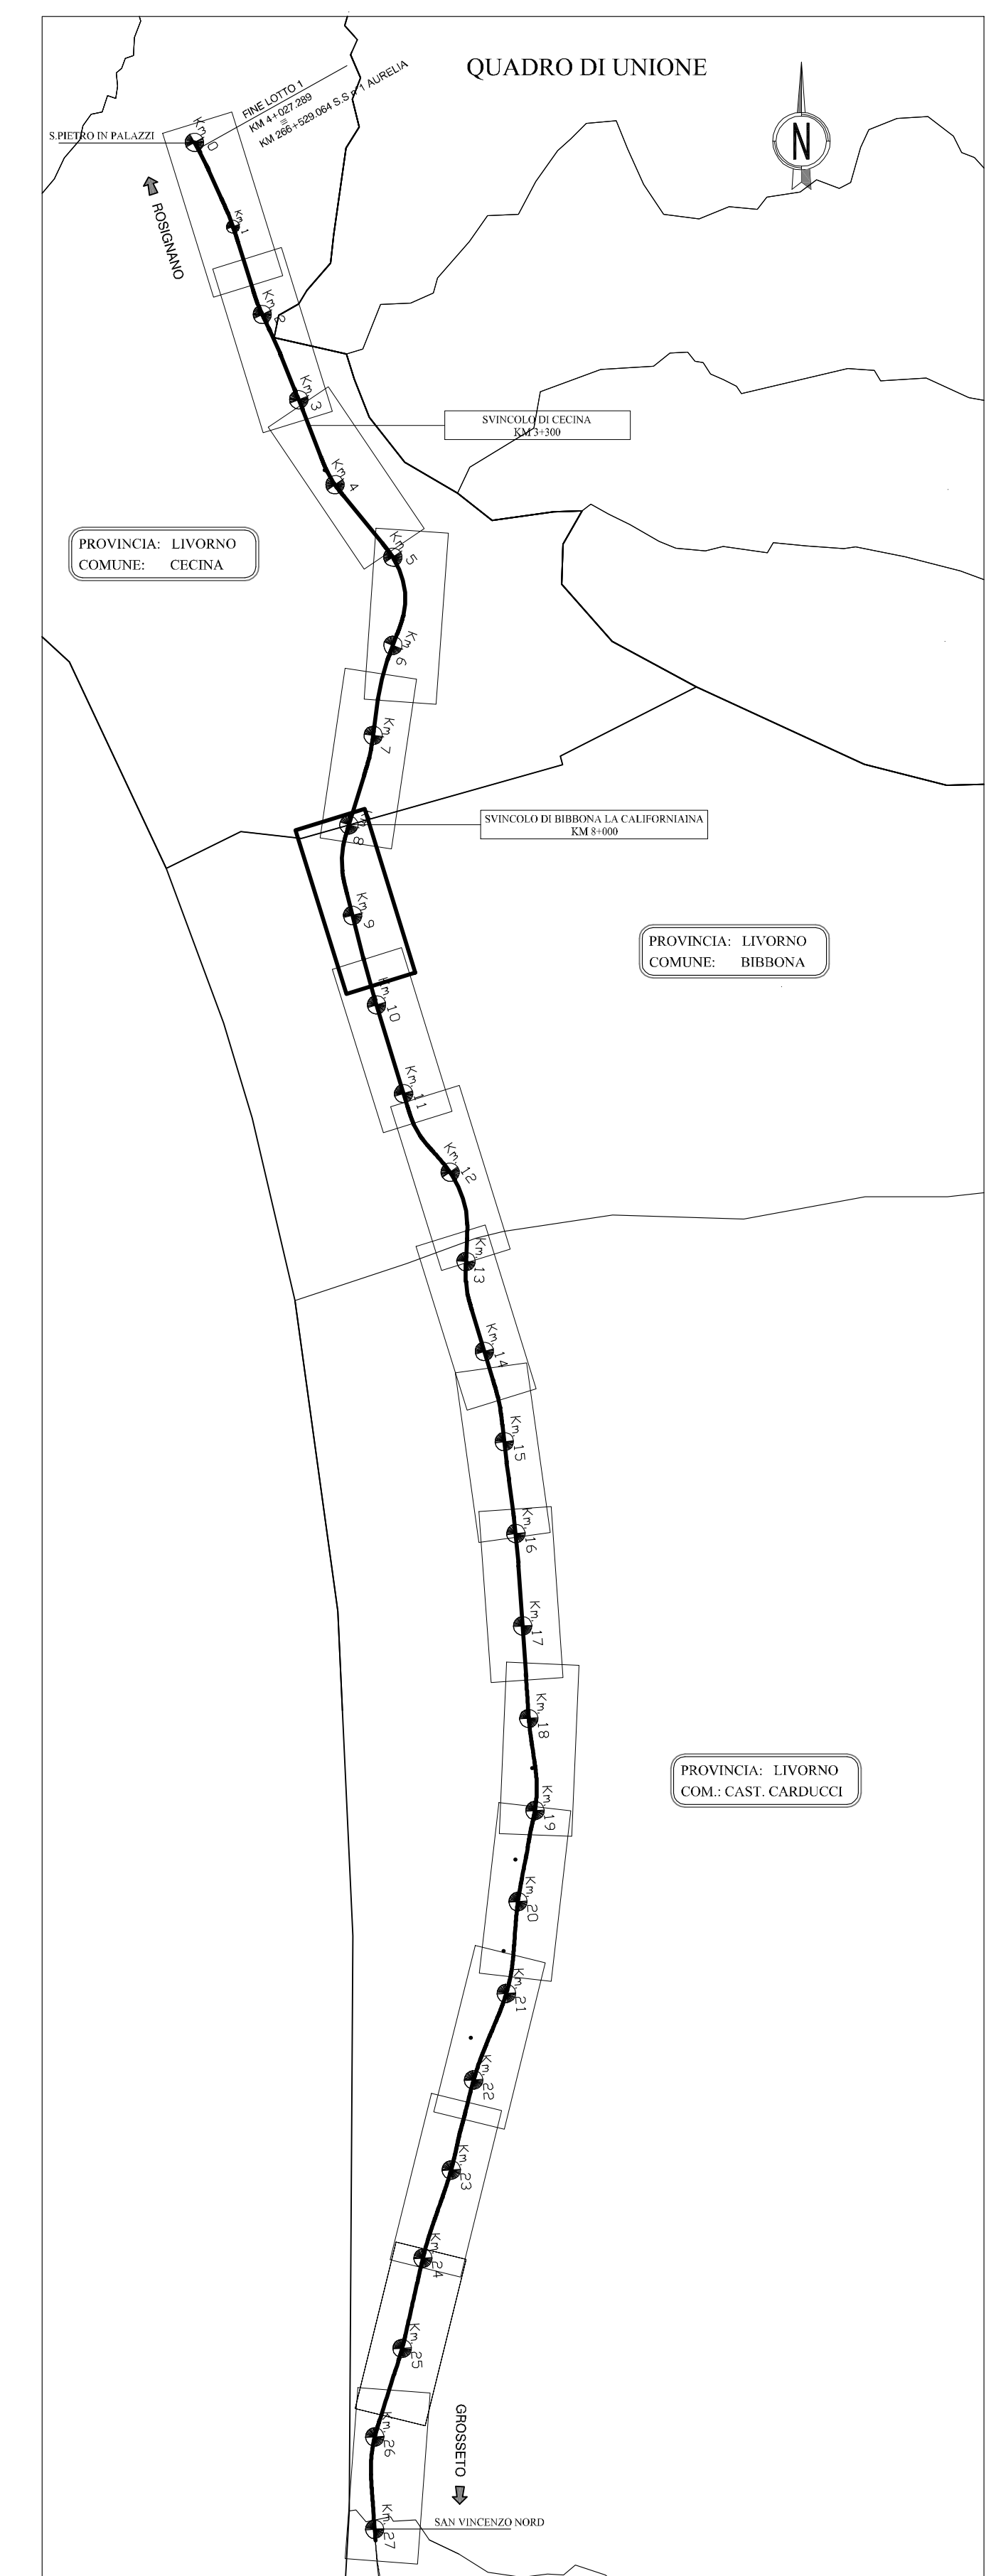 QUADRO DI UNIONE
FINE LOTTO 1
KM 4+027.289
=
KM 266+529.064 S.S n°1 AURELIA
S.PIETRO IN PALAZZI
N
Km. 0
ROSIGNANO
Km. 1
Km. 2
Km. 3
SVINCOLO DI CECINA
KM 3+300
Km. 4
PROVINCIA: LIVORNO
COMUNE: CECINA
Km. 5
Km. 6
Km. 7
SVINCOLO DI BIBBONA LA CALIFORNIAINA
KM 8+000
Km. 8
Km. 9
PROVINCIA: LIVORNO
COMUNE: BIBBONA
Km. 10
Km. 11
Km. 12
Km. 13
Km. 14
Km. 15
Km. 16
Km. 17
Km. 18
PROVINCIA: LIVORNO
COM.: CAST. CARDUCCI
Km. 19
Km. 20
Km. 21
Km. 22
Km. 23
Km. 24
Km. 25
GROSSETO
Km. 26
SAN VINCENZO NORD
Km. 27